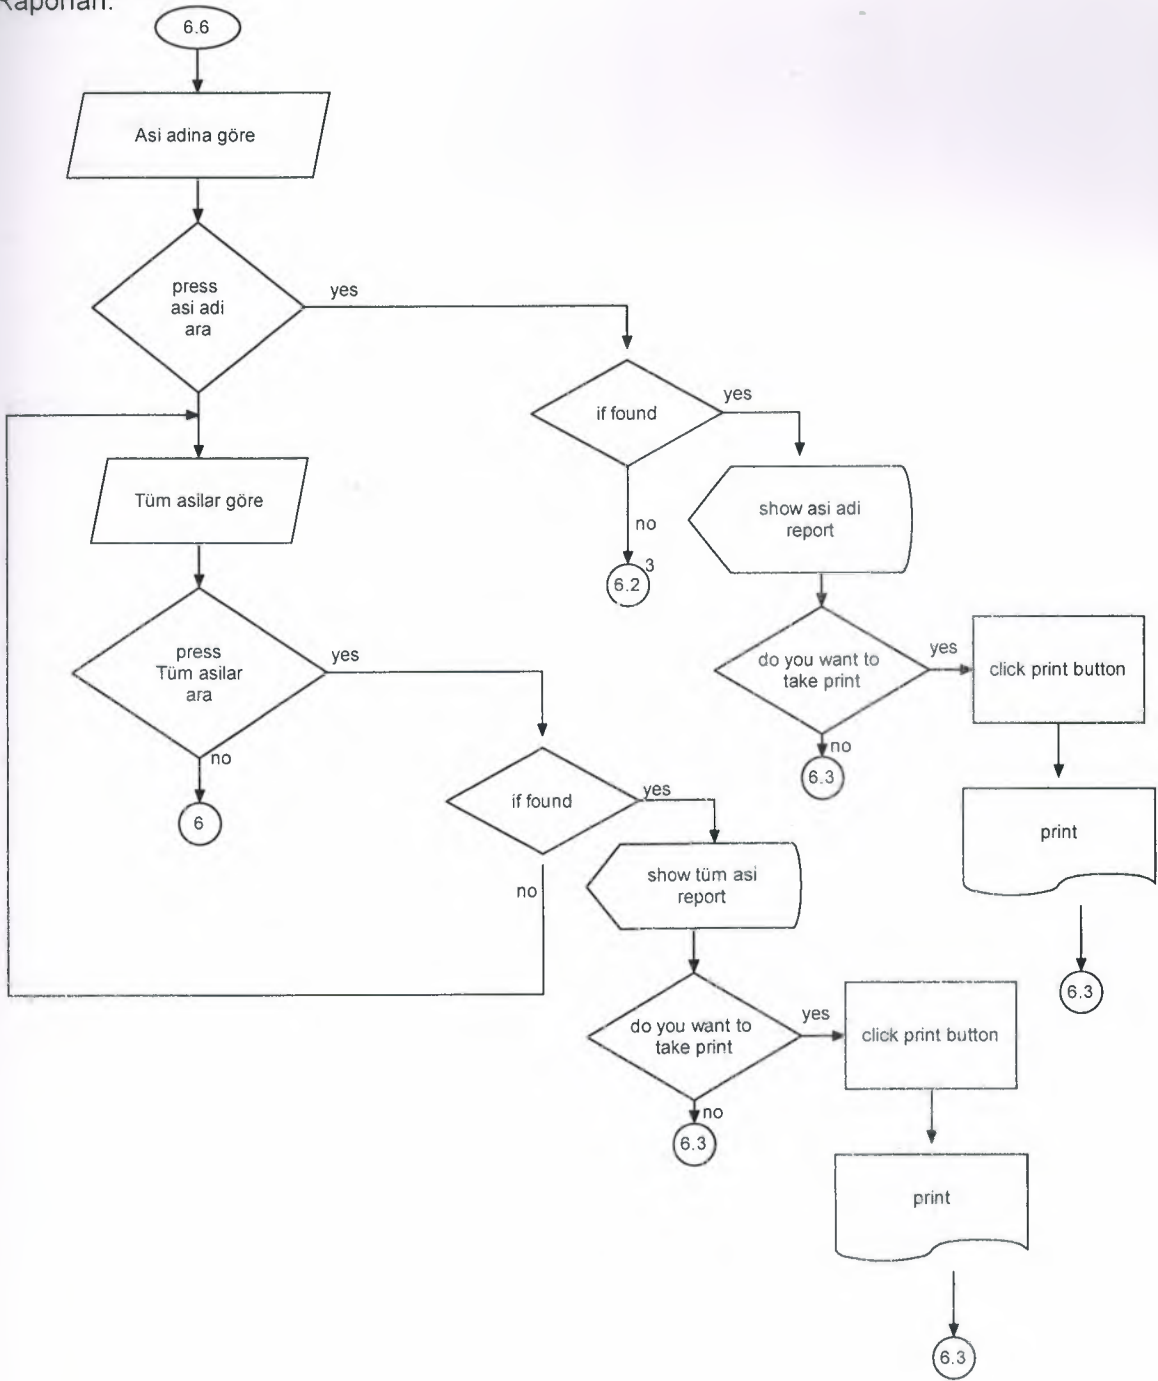 Raporları.
6.6
Asi adina göre
press
asi adi
ara
yes
if found
yes
no
3
6.2
show asi adi
report
Tüm asilar göre
press
Tüm asilar
ara
yes
no
6
do you want to
take print
yes
click print button
no
6.3
print
6.3
if found
yes
no
show tüm asi
report
do you want to
take print
yes
click print button
no
6.3
print
6.3